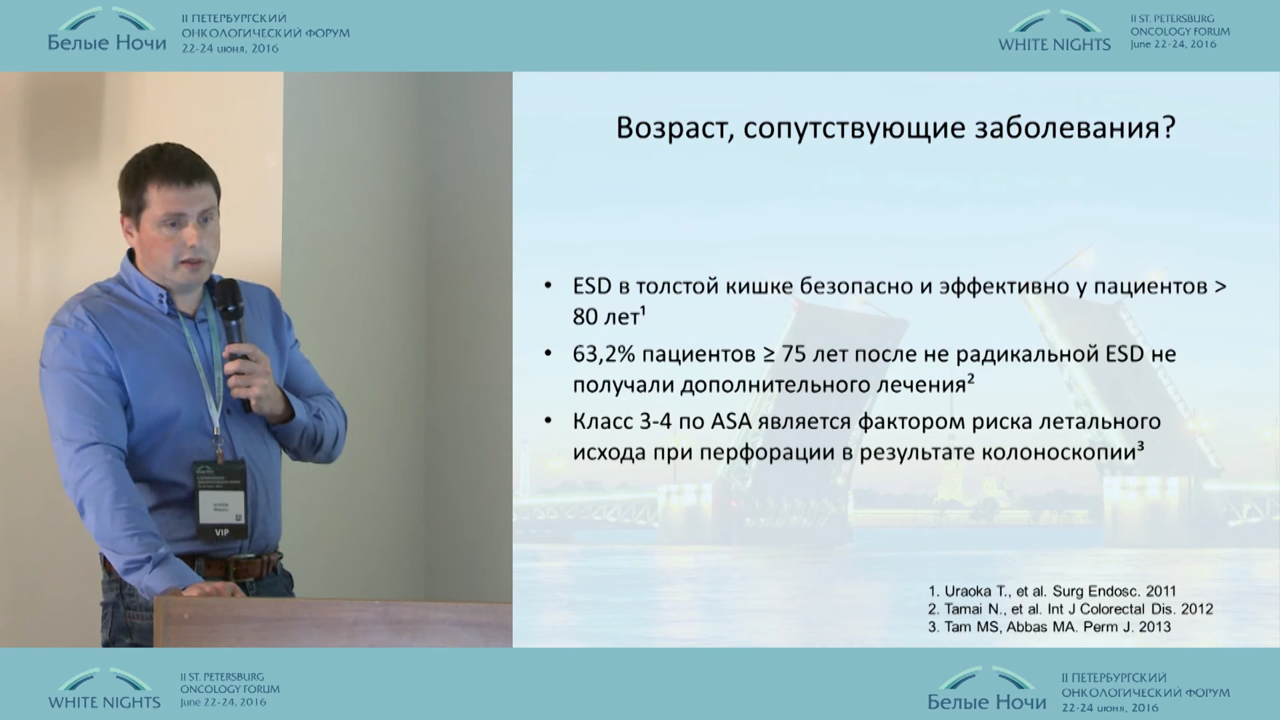 Белые Ночи
II ПЕТЕРБУРГСКИЙ
ОНКОЛОГИЧЕСКИЙ ФОРУМ
22-24 июня, 2016
WHITE NIGHTS
II ST. PETERSBURG
ONCOLOGY FORUM
June 22-24, 2016
Возраст, сопутствующие заболевания?
• ESD в толстой кишке безопасно и эффективно у пациентов >
80 лет¹
• 63,2% пациентов ≥ 75 лет после не радикальной ESD не
получали дополнительного лечения²
• Класс 3-4 по ASA является фактором риска летального
исхода при перфорации в результате колоноскопии³
1. Uraoka T., et al. Surg Endosc. 2011
2. Tamai N., et al. Int J Colorectal Dis. 2012
3. Tam MS, Abbas MA. Perm J. 2013
VIP
WHITE NIGHTS
II ST. PETERSBURG
ONCOLOGY FORUM
June 22-24, 2016
Белые Ночи
II ПЕТЕРБУРГСКИЙ
ОНКОЛОГИЧЕСКИЙ ФОРУМ
22-24 июня, 2016